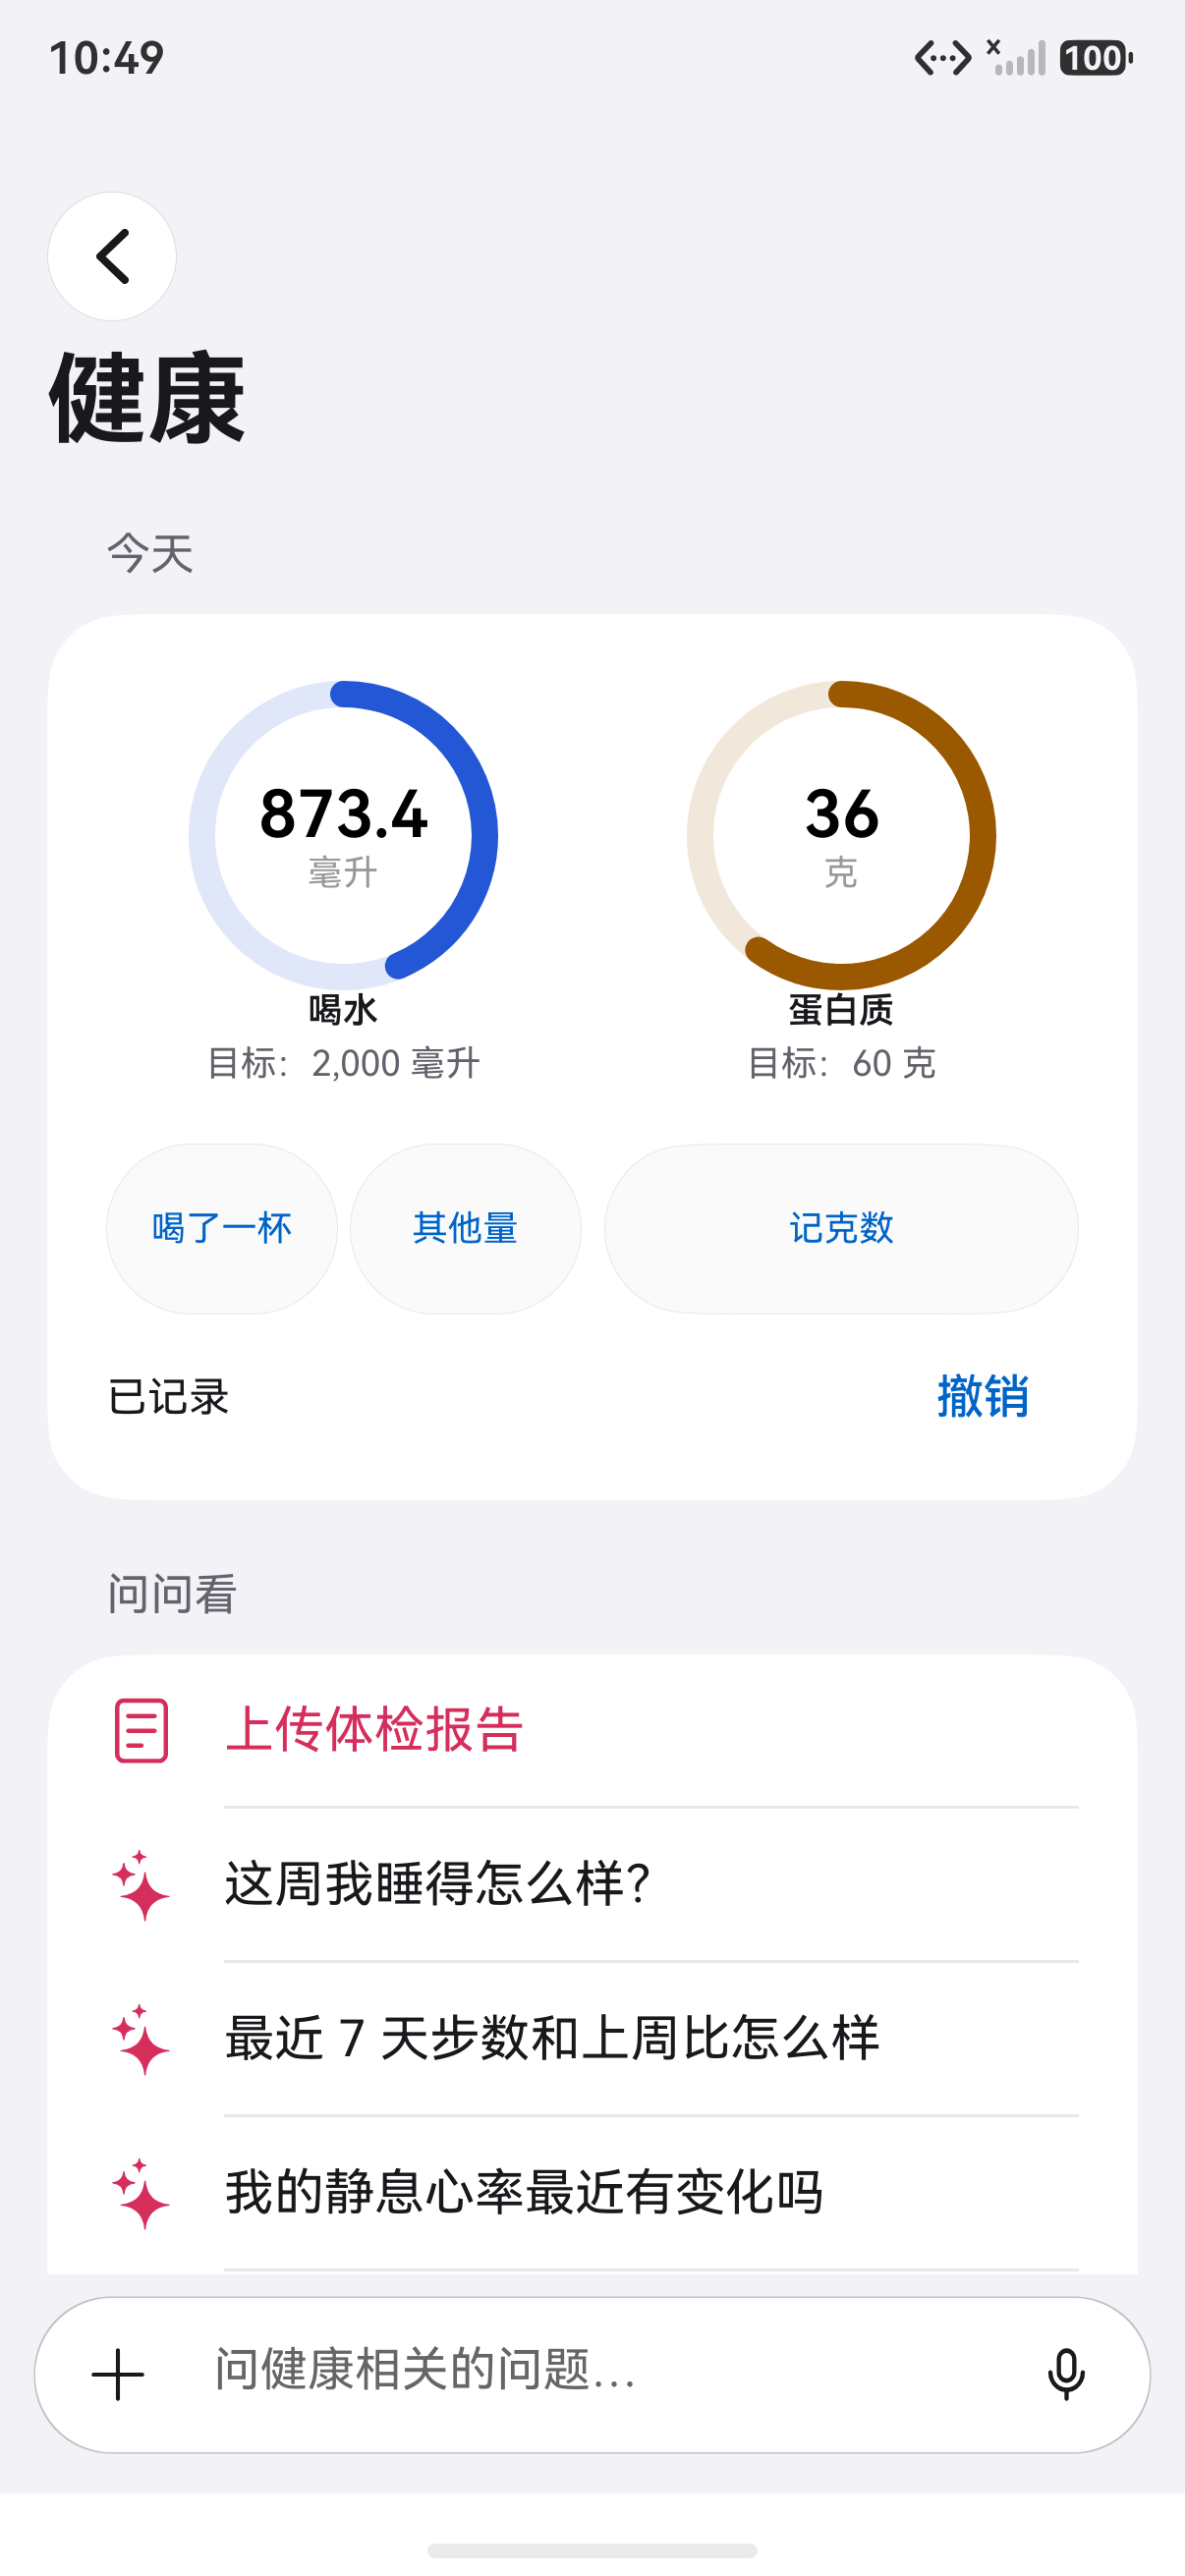 10:49
100
健康
今天
873.4
毫升
36
克
喝水
蛋白质
目标：2,000 毫升
目标：60 克
喝了一杯
其他量
记克数
已记录
撤销
问问看
上传体检报告
这周我睡得怎么样？
最近 7 天步数和上周比怎么样
我的静息心率最近有变化吗
问健康相关的问题…